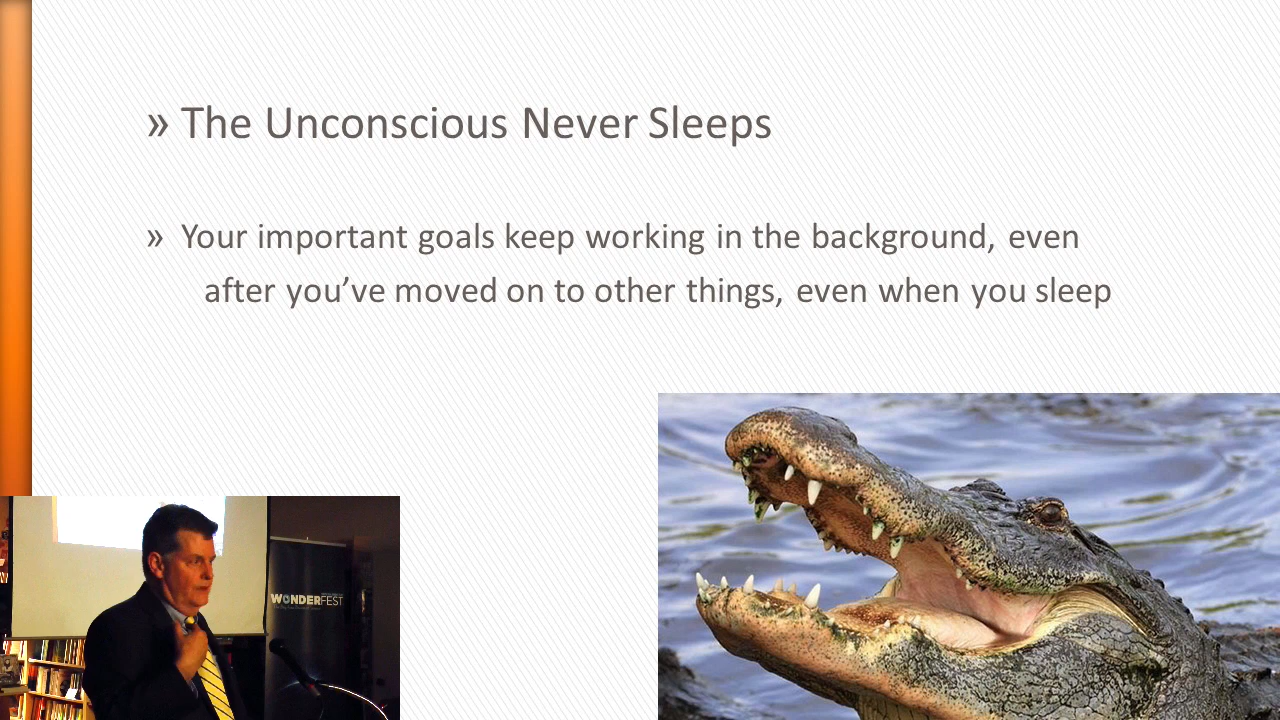 » The Unconscious Never Sleeps
» Your important goals keep working in the background, even
after you’ve moved on to other things, even when you sleep
WONDERFEST